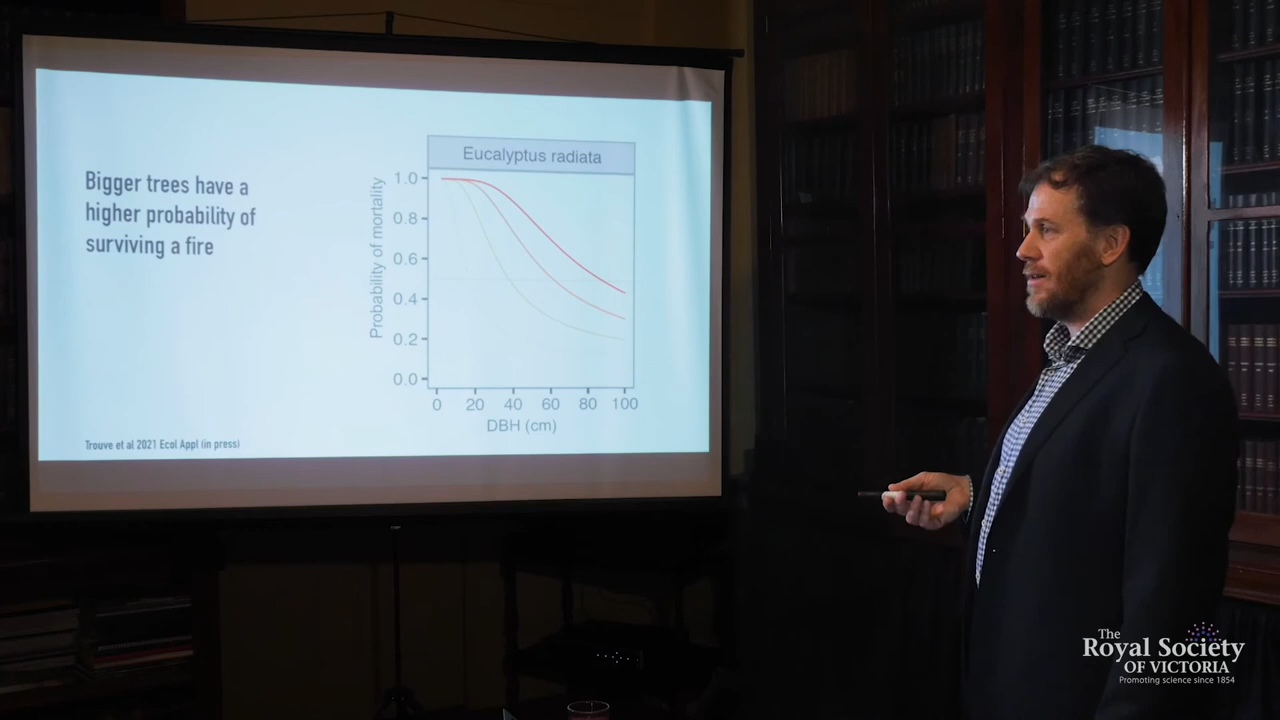 Bigger trees have a
higher probability of
surviving a fire
Trouve et al 2021 Ecol Appl (in press)
Eucalyptus radiata
Probability of mortality
1.0
0.8
0.6
0.4
0.2
0.0
0 20 40 60 80 100
DBH (cm)
The
Royal Society
OF VICTORIA
Promoting science since 1854